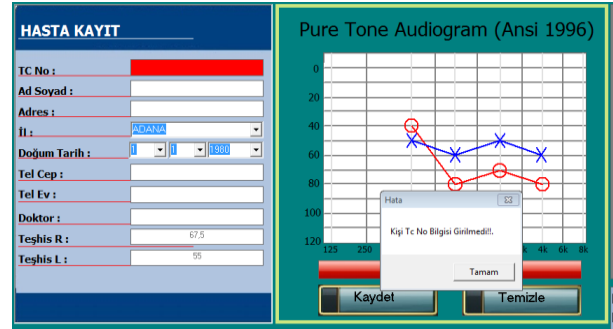 HASTA KAYIT
TC No :
Ad Soyad :
Adres :
İl : ADANA
Doğum Tarih : 1 1 1980
Tel Cep :
Tel Ev :
Doktor :
Teşhis R : 67,5
Teşhis L : 55
Pure Tone Audiogram (Ansi 1996)
0
20
40
60
80
100
120
125 250 4k 6k 8k
Hata
Kişi Tc No Bilgisi Girilmedi!!.
Tamam
Kaydet Temizle